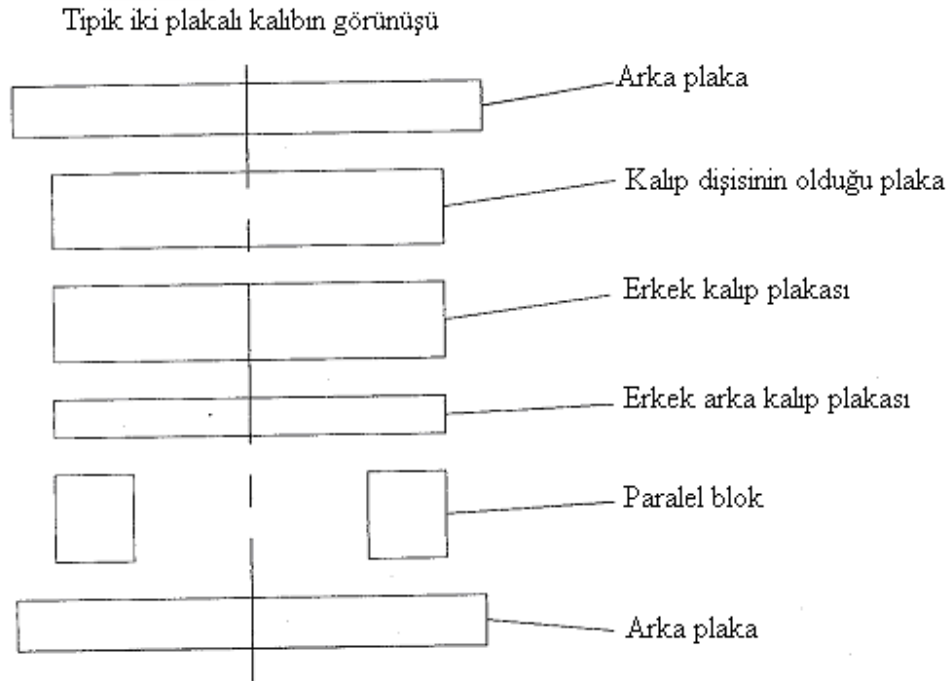 Tipik iki plakalı kalıbın görünüşü
Arka plaka
Kalıp dişisinin olduğu plaka
Erkek kalıp plakası
Erkek arka kalıp plakası
Paralel blok
Arka plaka